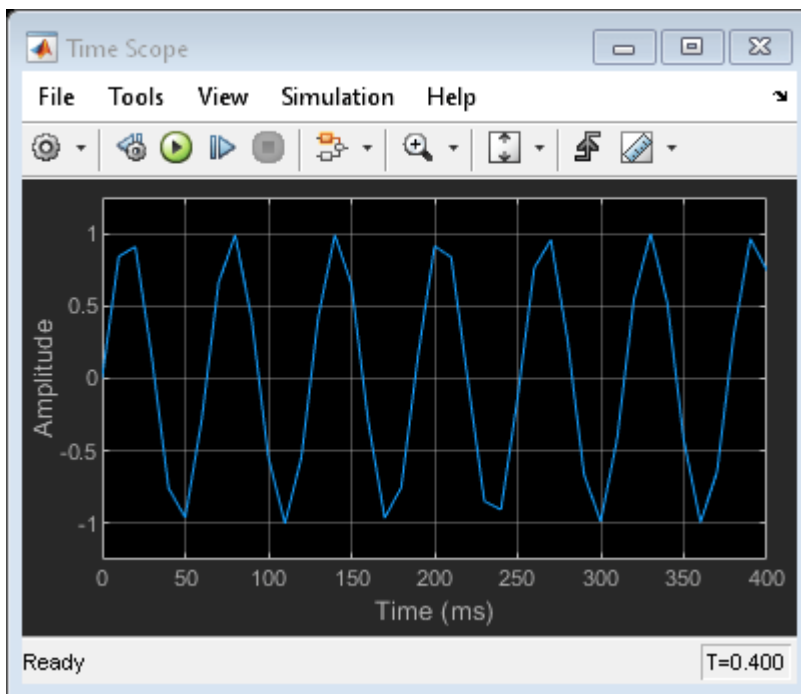 Time Scope
File Tools View Simulation Help
1
0.5
0
-0.5
-1
Amplitude
0 50 100 150 200 250 300 350 400
Time (ms)
Ready T=0.400